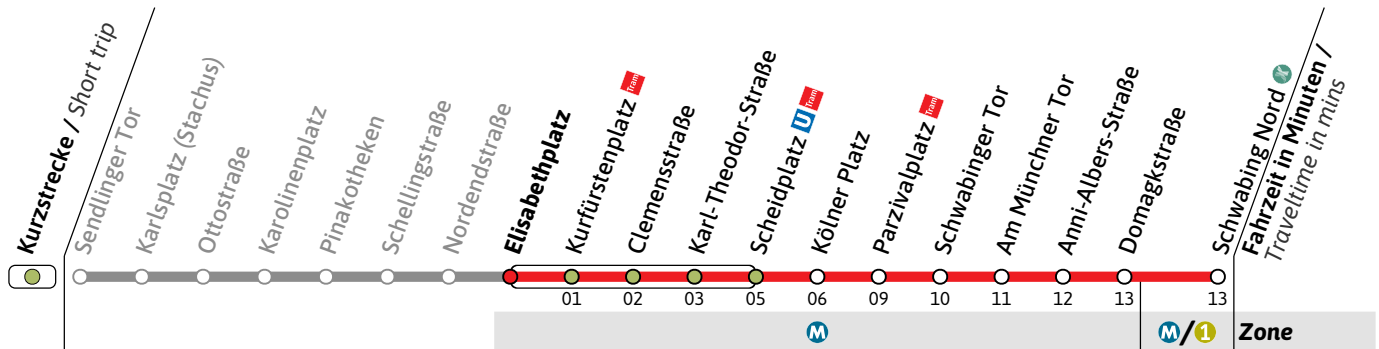 Kurzstrecke / Short trip
Sendlinger Tor
Karlsplatz (Stachus)
Ottostraße
Karolinenplatz
Pinakotheken
Schellingstraße
Nordendstraße
Elisabethplatz
Kurfürstenplatz Tram
Clemensstraße
Karl-Theodor-Straße
Scheidplatz U Tram
Kölner Platz
Parzivalplatz Tram
Schwabinger Tor
Am Münchner Tor
Anni-Albers-Straße
Domagkstraße
Schwabing Nord
Fahrzeit in Minuten /
Traveltime in mins
01 02 03 05 06 09 10 11 12 13 13
M M/1 Zone